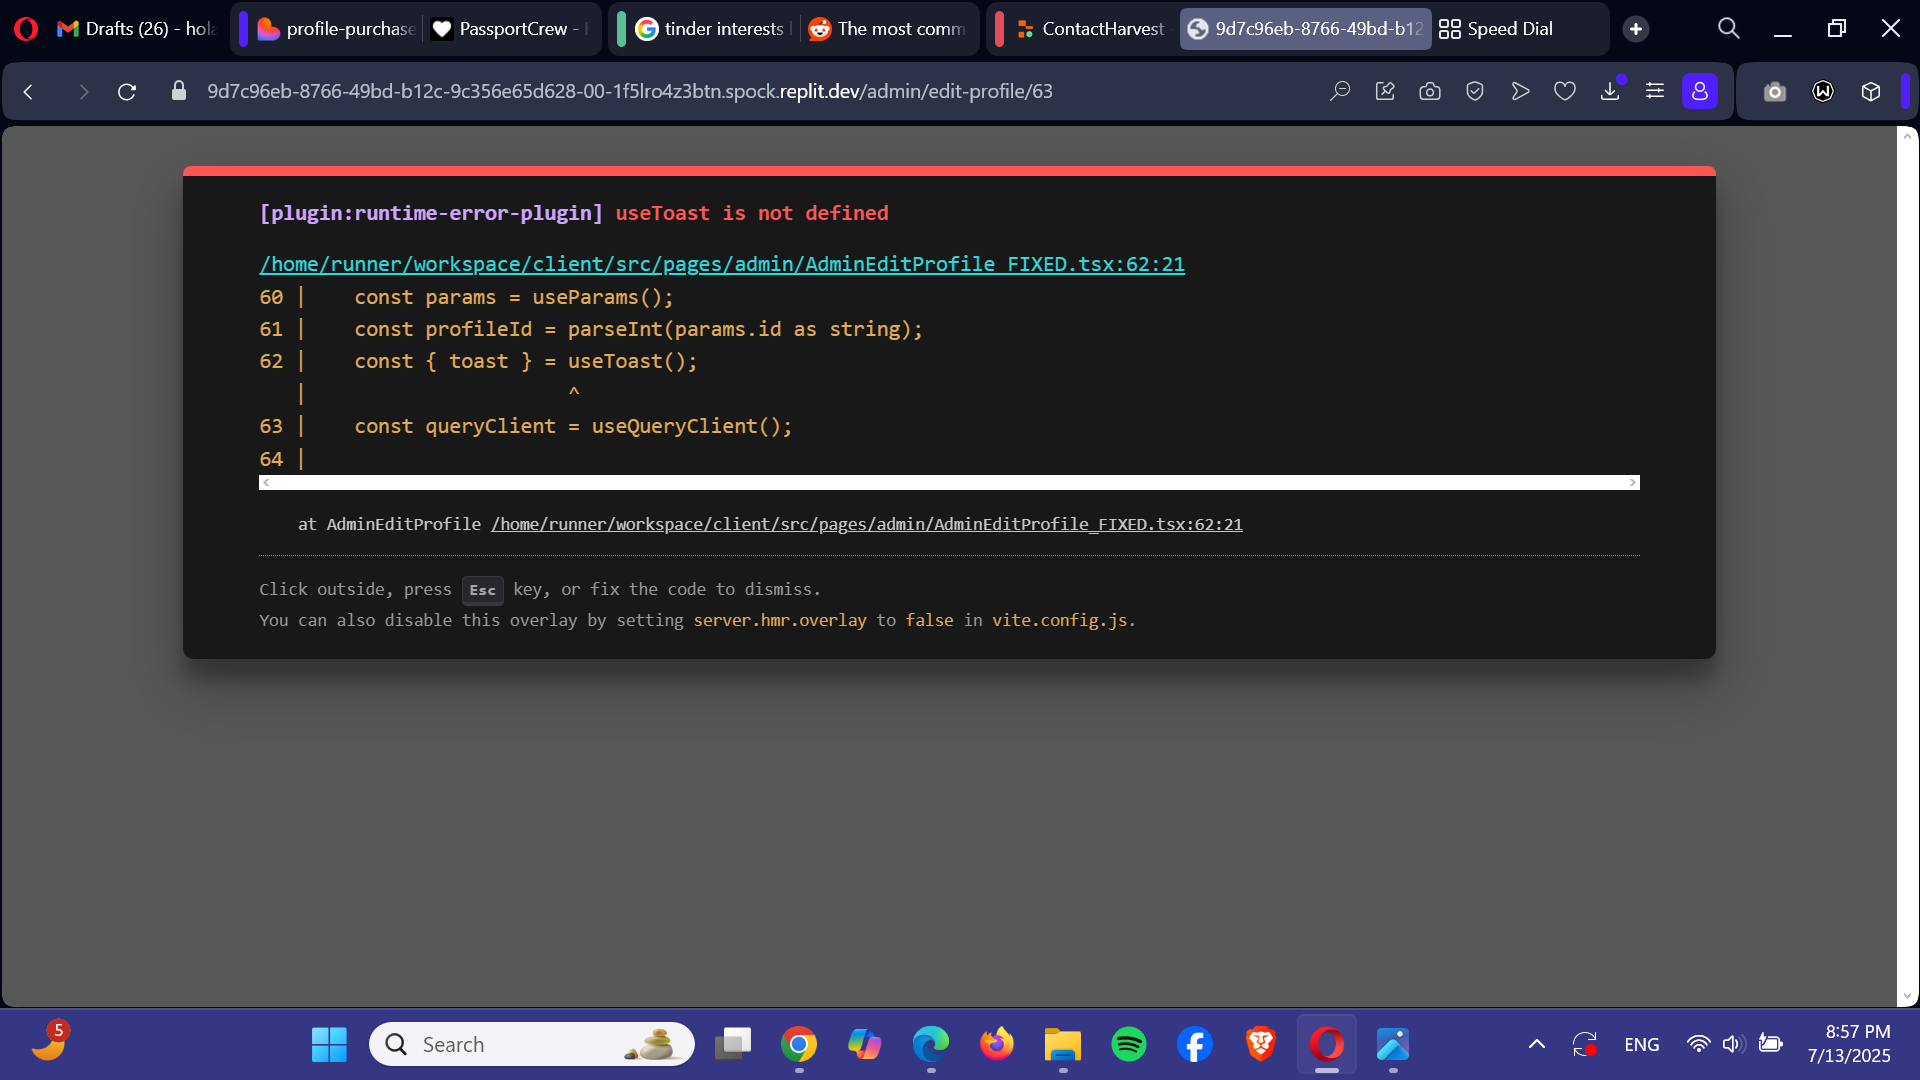 Drafts (26) - hola
profile-purchase
PassportCrew -
tinder interests
The most comm
ContactHarvest
9d7c96eb-8766-49bd-b12
Speed Dial
9d7c96eb-8766-49bd-b12c-9c356e65d628-00-1f5lro4z3btn.spock.replit.dev/admin/edit-profile/63
[plugin:runtime-error-plugin] useToast is not defined
/home/runner/workspace/client/src/pages/admin/AdminEditProfile_FIXED.tsx:62:21
60 |    const params = useParams();
61 |    const profileId = parseInt(params.id as string);
62 |    const { toast } = useToast();
   |                      ^
63 |    const queryClient = useQueryClient();
64 |
at AdminEditProfile /home/runner/workspace/client/src/pages/admin/AdminEditProfile_FIXED.tsx:62:21
Click outside, press Esc key, or fix the code to dismiss.
You can also disable this overlay by setting server.hmr.overlay to false in vite.config.js.
5
Search
ENG
8:57 PM
7/13/2025